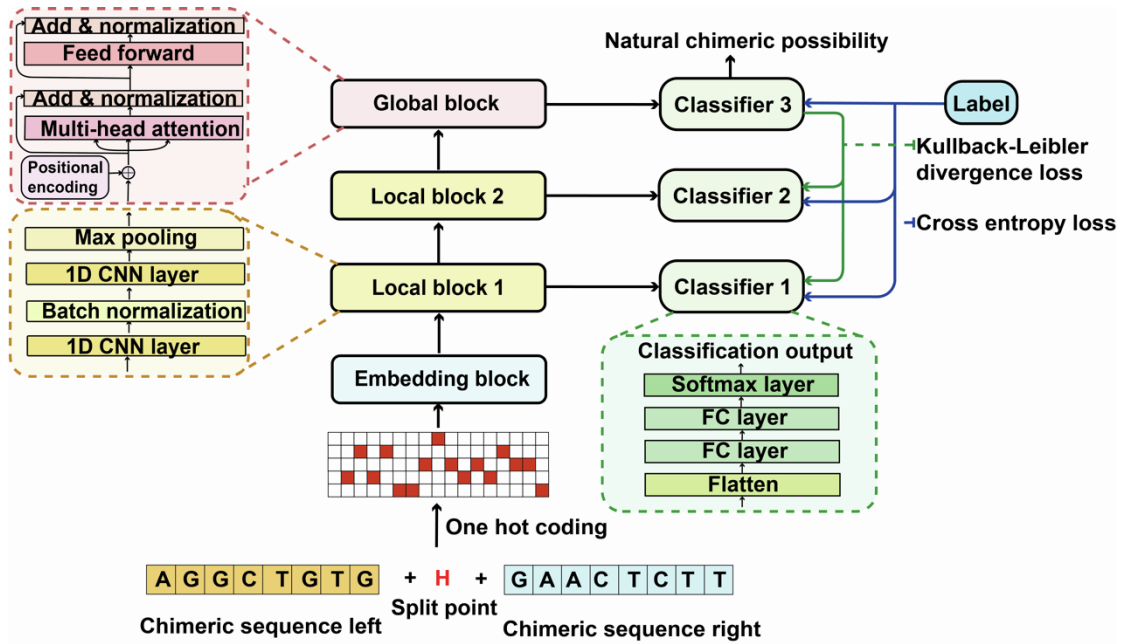 Add & normalization
Feed forward
Add & normalization
Multi-head attention
Positional
encoding
Max pooling
1D CNN layer
Batch normalization
1D CNN layer
Global block
Local block 2
Local block 1
Embedding block
Natural chimeric possibility
Classifier 3
Classifier 2
Classifier 1
Label
Kullback-Leibler
divergence loss
Cross entropy loss
Classification output
Softmax layer
FC layer
FC layer
Flatten
One hot coding
A G G C T G T G + H + G A A C T C T T
Split point
Chimeric sequence left
Chimeric sequence right